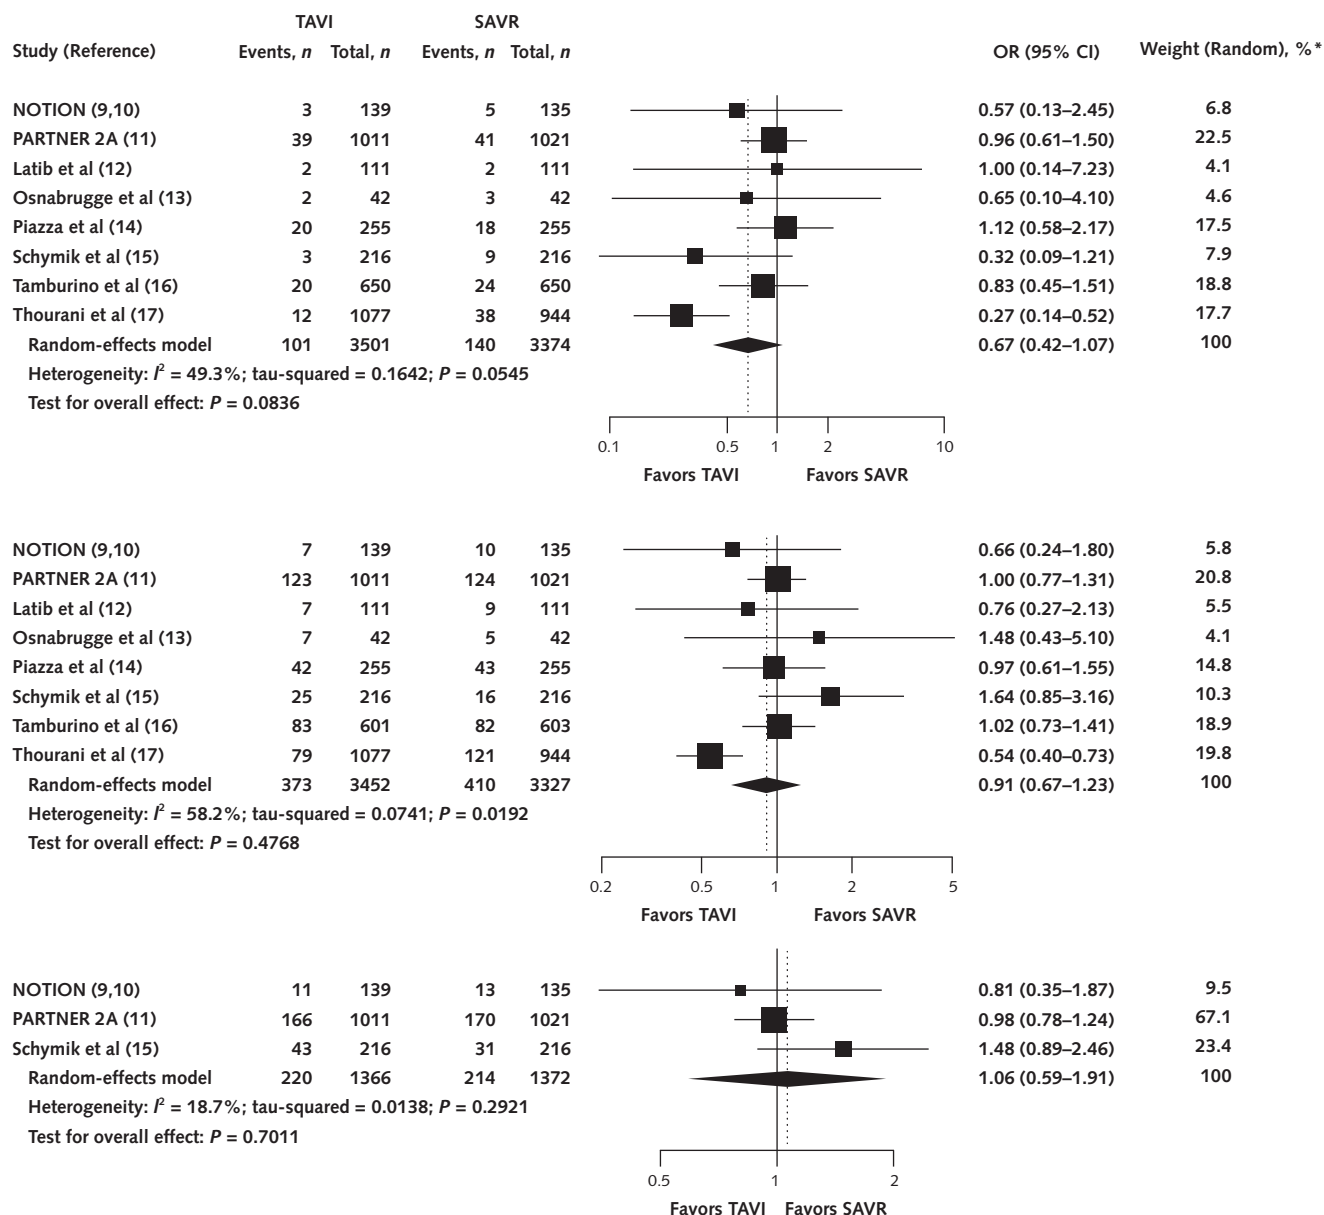 TAVI SAVR
Study (Reference) Events, n Total, n Events, n Total, n OR (95% CI) Weight (Random), %*
NOTION (9,10) 3 139 5 135 0.57 (0.13–2.45) 6.8
PARTNER 2A (11) 39 1011 41 1021 0.96 (0.61–1.50) 22.5
Latib et al (12) 2 111 2 111 1.00 (0.14–7.23) 4.1
Osnabrugge et al (13) 2 42 3 42 0.65 (0.10–4.10) 4.6
Piazza et al (14) 20 255 18 255 1.12 (0.58–2.17) 17.5
Schymik et al (15) 3 216 9 216 0.32 (0.09–1.21) 7.9
Tamburino et al (16) 20 650 24 650 0.83 (0.45–1.51) 18.8
Thourani et al (17) 12 1077 38 944 0.27 (0.14–0.52) 17.7
Random-effects model 101 3501 140 3374 0.67 (0.42–1.07) 100
Heterogeneity: I² = 49.3%; tau-squared = 0.1642; P = 0.0545
Test for overall effect: P = 0.0836
0.1 0.5 1 2 10
Favors TAVI Favors SAVR
NOTION (9,10) 7 139 10 135 0.66 (0.24–1.80) 5.8
PARTNER 2A (11) 123 1011 124 1021 1.00 (0.77–1.31) 20.8
Latib et al (12) 7 111 9 111 0.76 (0.27–2.13) 5.5
Osnabrugge et al (13) 7 42 5 42 1.48 (0.43–5.10) 4.1
Piazza et al (14) 42 255 43 255 0.97 (0.61–1.55) 14.8
Schymik et al (15) 25 216 16 216 1.64 (0.85–3.16) 10.3
Tamburino et al (16) 83 601 82 603 1.02 (0.73–1.41) 18.9
Thourani et al (17) 79 1077 121 944 0.54 (0.40–0.73) 19.8
Random-effects model 373 3452 410 3327 0.91 (0.67–1.23) 100
Heterogeneity: I² = 58.2%; tau-squared = 0.0741; P = 0.0192
Test for overall effect: P = 0.4768
0.2 0.5 1 2 5
Favors TAVI Favors SAVR
NOTION (9,10) 11 139 13 135 0.81 (0.35–1.87) 9.5
PARTNER 2A (11) 166 1011 170 1021 0.98 (0.78–1.24) 67.1
Schymik et al (15) 43 216 31 216 1.48 (0.89–2.46) 23.4
Random-effects model 220 1366 214 1372 1.06 (0.59–1.91) 100
Heterogeneity: I² = 18.7%; tau-squared = 0.0138; P = 0.2921
Test for overall effect: P = 0.7011
0.5 1 2
Favors TAVI Favors SAVR